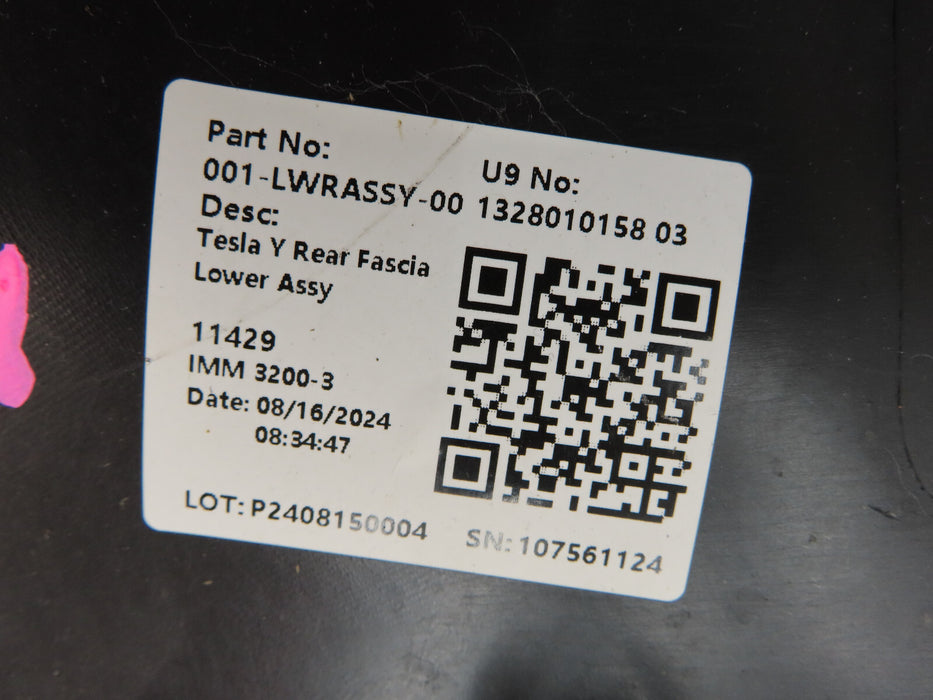 Part No:
U9 No:
001-LWRASSY-00 1328010158 03
Desc:
Tesla Y Rear Fascia
Lower Assy
11429
IMM 3200-3
Date: 08/16/2024
08:34:47
LOT: P2408150004
SN: 107561124